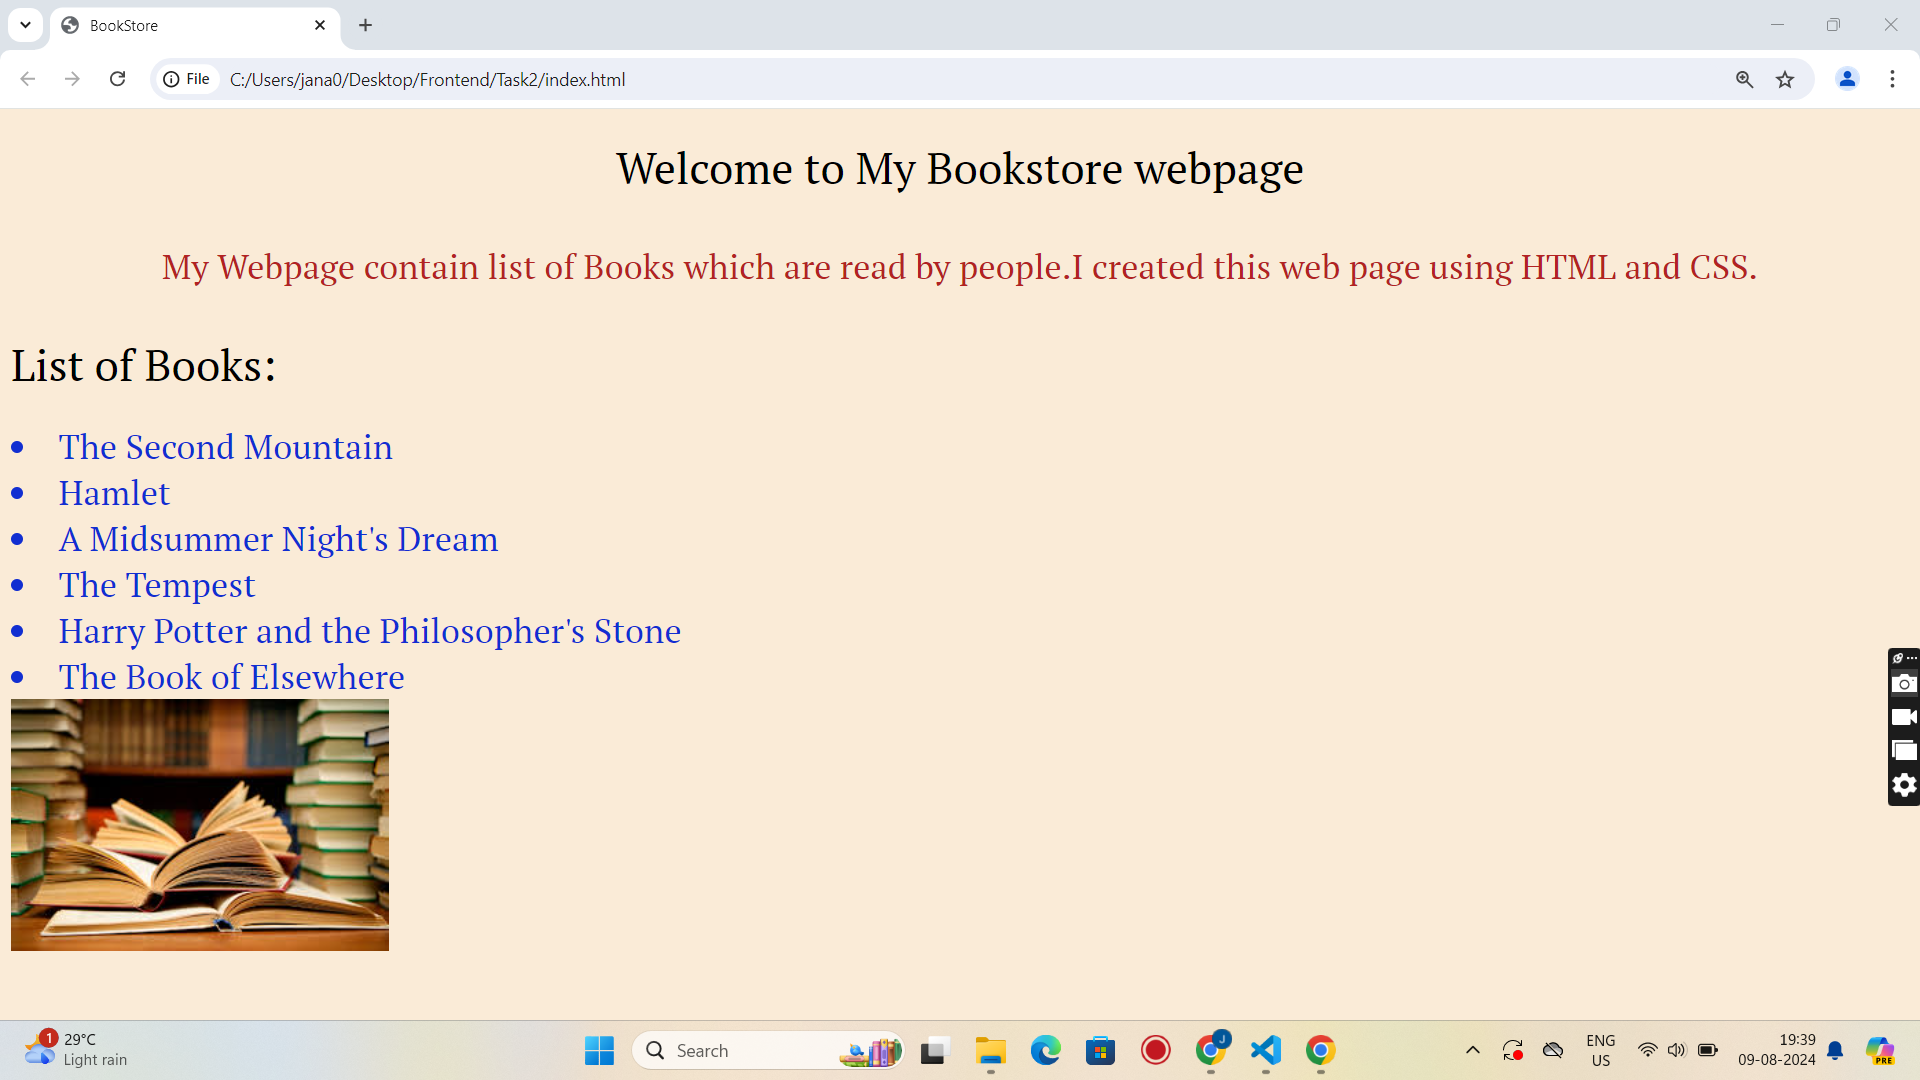 BookStore
File C:/Users/jana0/Desktop/Frontend/Task2/index.html
Welcome to My Bookstore webpage
My Webpage contain list of Books which are read by people.I created this web page using HTML and CSS.
List of Books:
The Second Mountain
Hamlet
A Midsummer Night's Dream
The Tempest
Harry Potter and the Philosopher's Stone
The Book of Elsewhere
1
29°C
Light rain
Search
J
ENG
US
19:39
09-08-2024
PRE